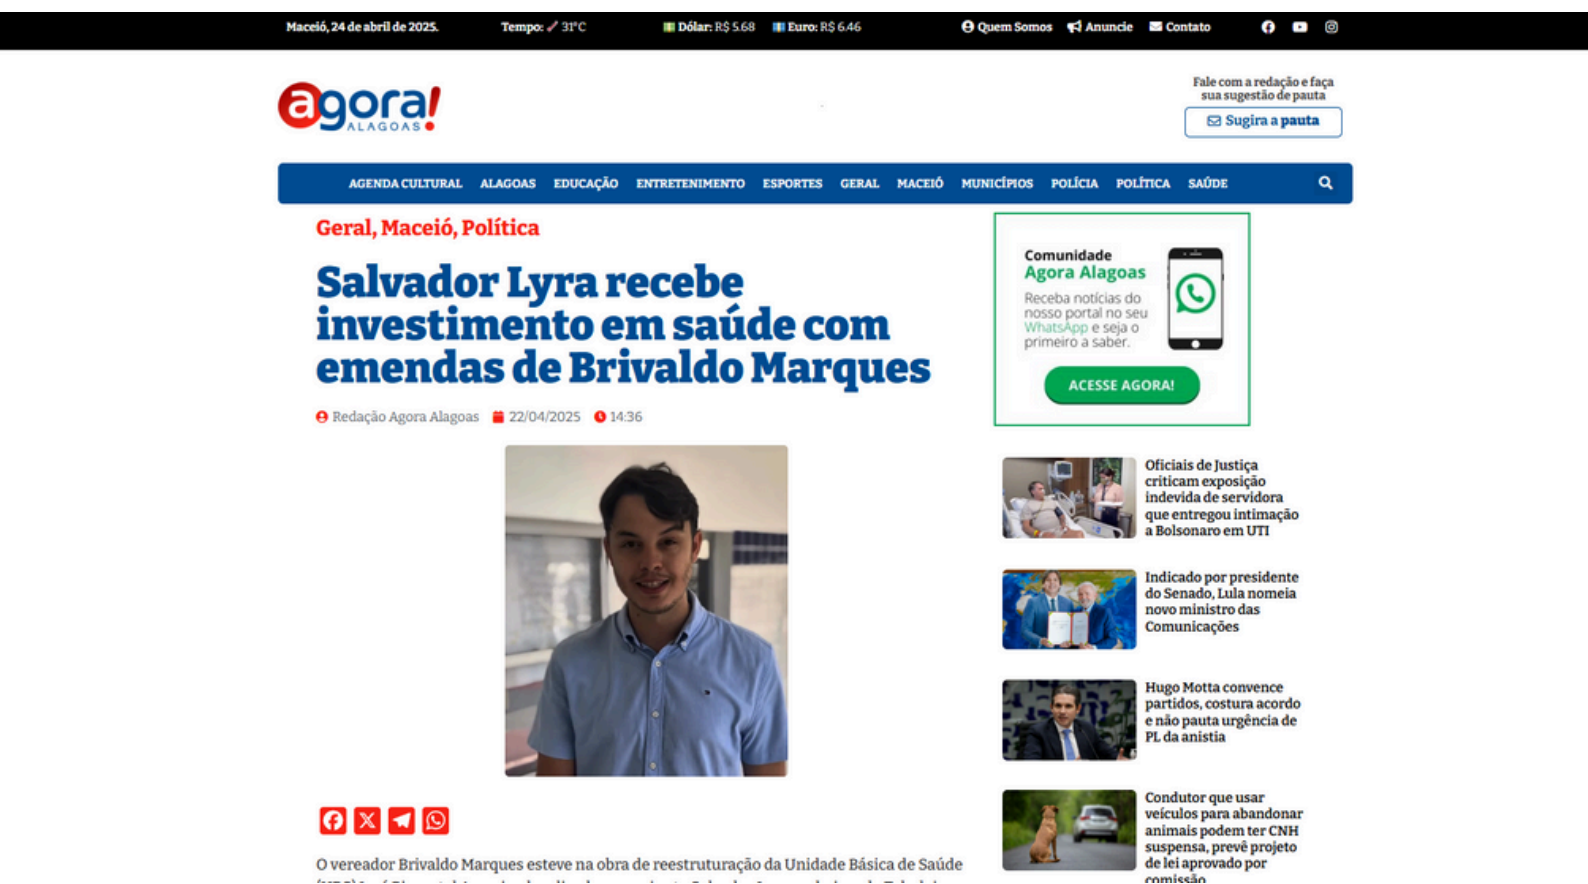 Maceió, 24 de abril de 2025.
Tempo: 31°C
Dólar: R$ 5.68
Euro: R$ 6.46
Quem Somos
Anuncie
Contato
agora!
ALAGOAS
Fale com a redação e faça
sua sugestão de pauta
Sugira a pauta
AGENDA CULTURAL ALAGOAS EDUCAÇÃO ENTRETENIMENTO ESPORTES GERAL MACEIÓ MUNICÍPIOS POLÍCIA POLÍTICA SAÚDE
Geral, Maceió, Política
Salvador Lyra recebe
investimento em saúde com
emendas de Brivaldo Marques
Redação Agora Alagoas 22/04/2025 14:36
O vereador Brivaldo Marques esteve na obra de reestruturação da Unidade Básica de Saúde
Comunidade
Agora Alagoas
Receba notícias do
nosso portal no seu
WhatsApp e seja o
primeiro a saber.
ACESSE AGORA!
Oficiais de Justiça
criticam exposição
indevida de servidora
que entregou intimação
a Bolsonaro em UTI
Indicado por presidente
do Senado, Lula nomeia
novo ministro das
Comunicações
Hugo Motta convence
partidos, costura acordo
e não pauta urgência de
PL da anistia
Condutor que usar
veículos para abandonar
animais podem ter CNH
suspensa, prevê projeto
de lei aprovado por
comissão